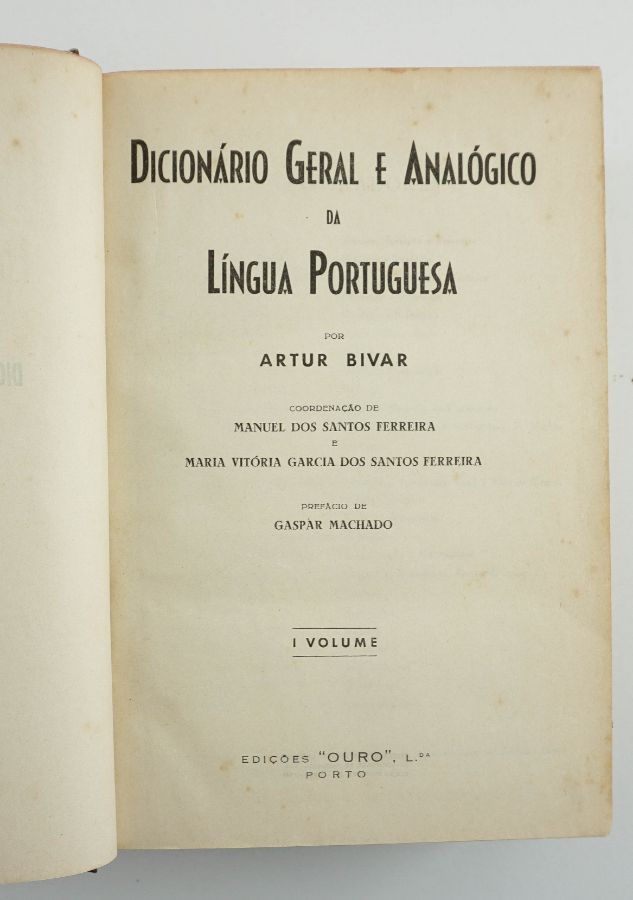 DICIONÁRIO GERAL E ANALÓGICO
DA
LÍNGUA PORTUGUESA
POR
ARTUR BIVAR
COORDENAÇÃO DE
MANUEL DOS SANTOS FERREIRA
E
MARIA VITÓRIA GARCIA DOS SANTOS FERREIRA
PREFÁCIO DE
GASPAR MACHADO
I VOLUME
EDIÇÕES "OURO", L.DA
PORTO